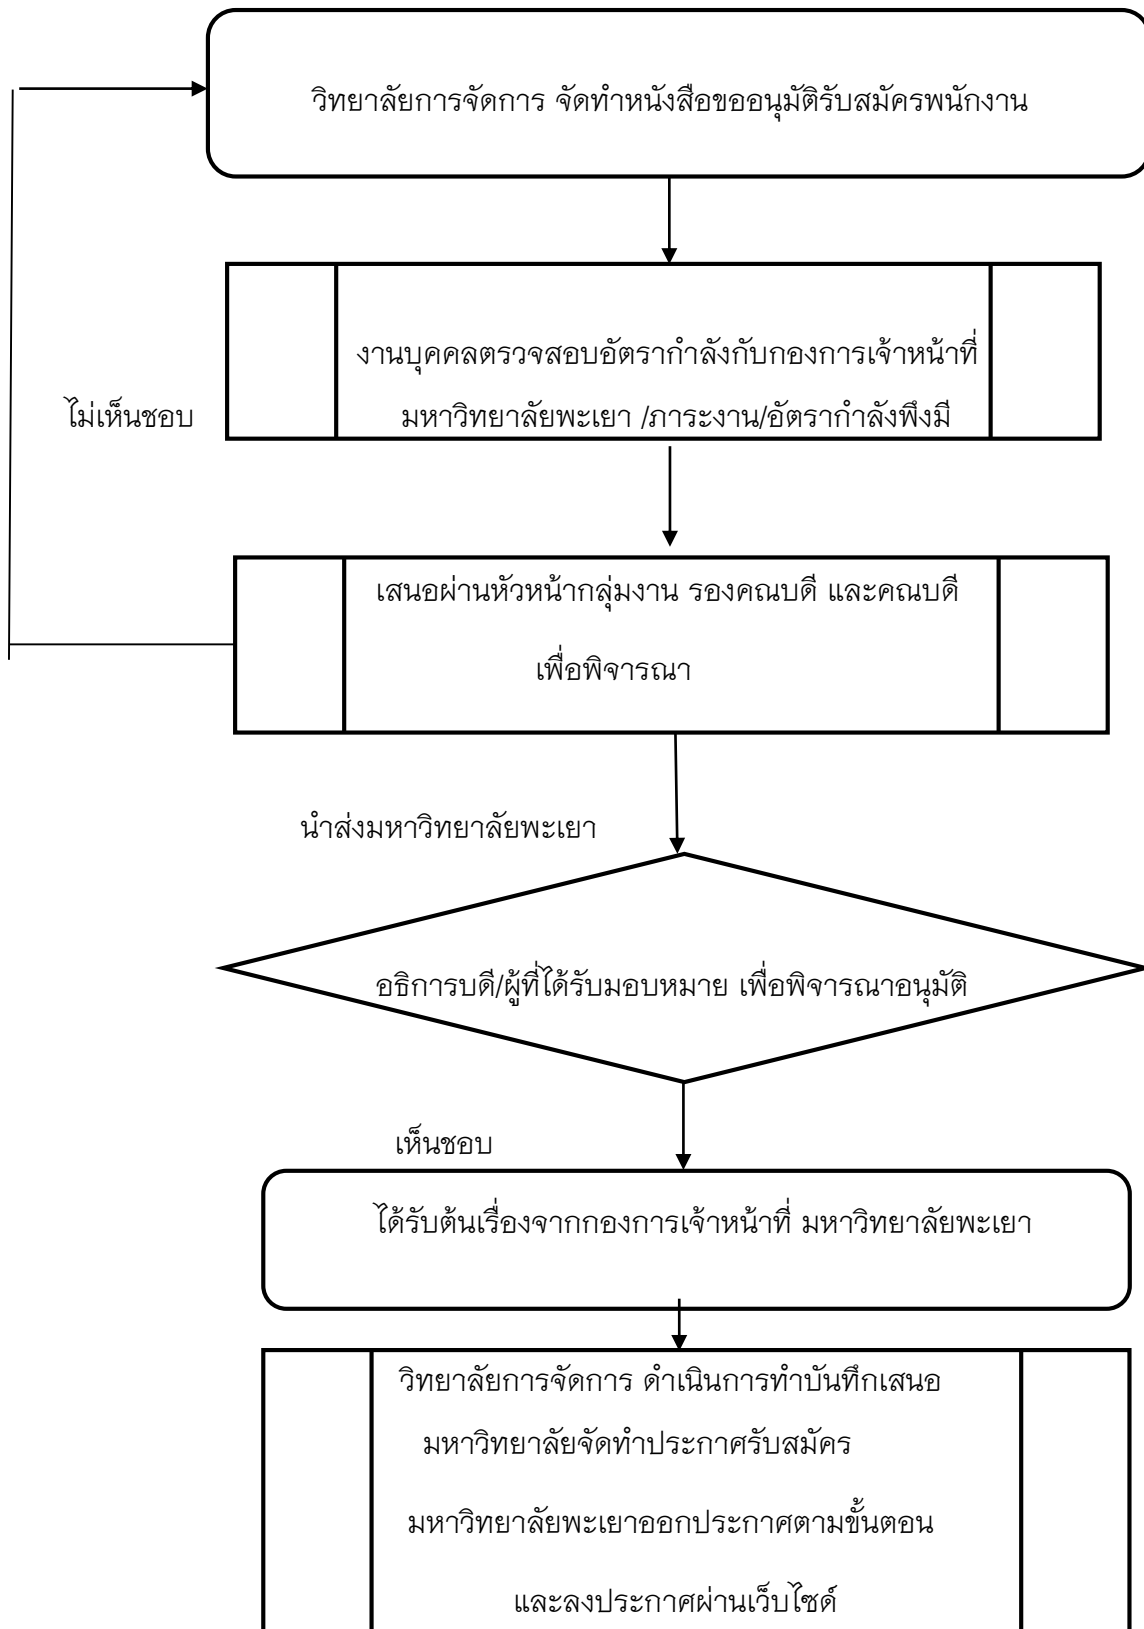 วิทยาลัยการจัดการ จัดทำหนังสือขออนุมัติรับสมัครพนักงาน
งานบุคคลตรวจสอบอัตรากำลังกับกองการเจ้าหน้าที่
มหาวิทยาลัยพะเยา /ภาระงาน/อัตรากำลังพึงมี
ไม่เห็นชอบ
เสนอผ่านหัวหน้ากลุ่มงาน รองคณบดี และคณบดี
เพื่อพิจารณา
นำส่งมหาวิทยาลัยพะเยา
อธิการบดี/ผู้ที่ได้รับมอบหมาย เพื่อพิจารณาอนุมัติ
เห็นชอบ
ได้รับต้นเรื่องจากกองการเจ้าหน้าที่ มหาวิทยาลัยพะเยา
วิทยาลัยการจัดการ ดำเนินการทำบันทึกเสนอ
มหาวิทยาลัยจัดทำประกาศรับสมัคร
มหาวิทยาลัยพะเยาออกประกาศตามขั้นตอน
และลงประกาศผ่านเว็บไซด์